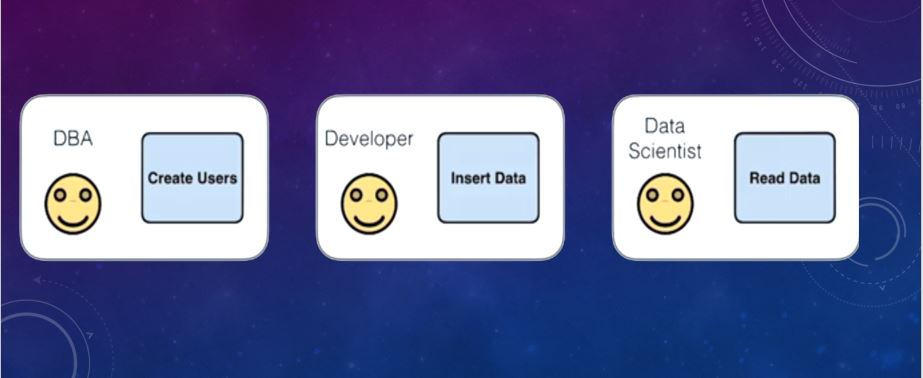 DBA
Create Users
Developer
Insert Data
Data
Scientist
Read Data